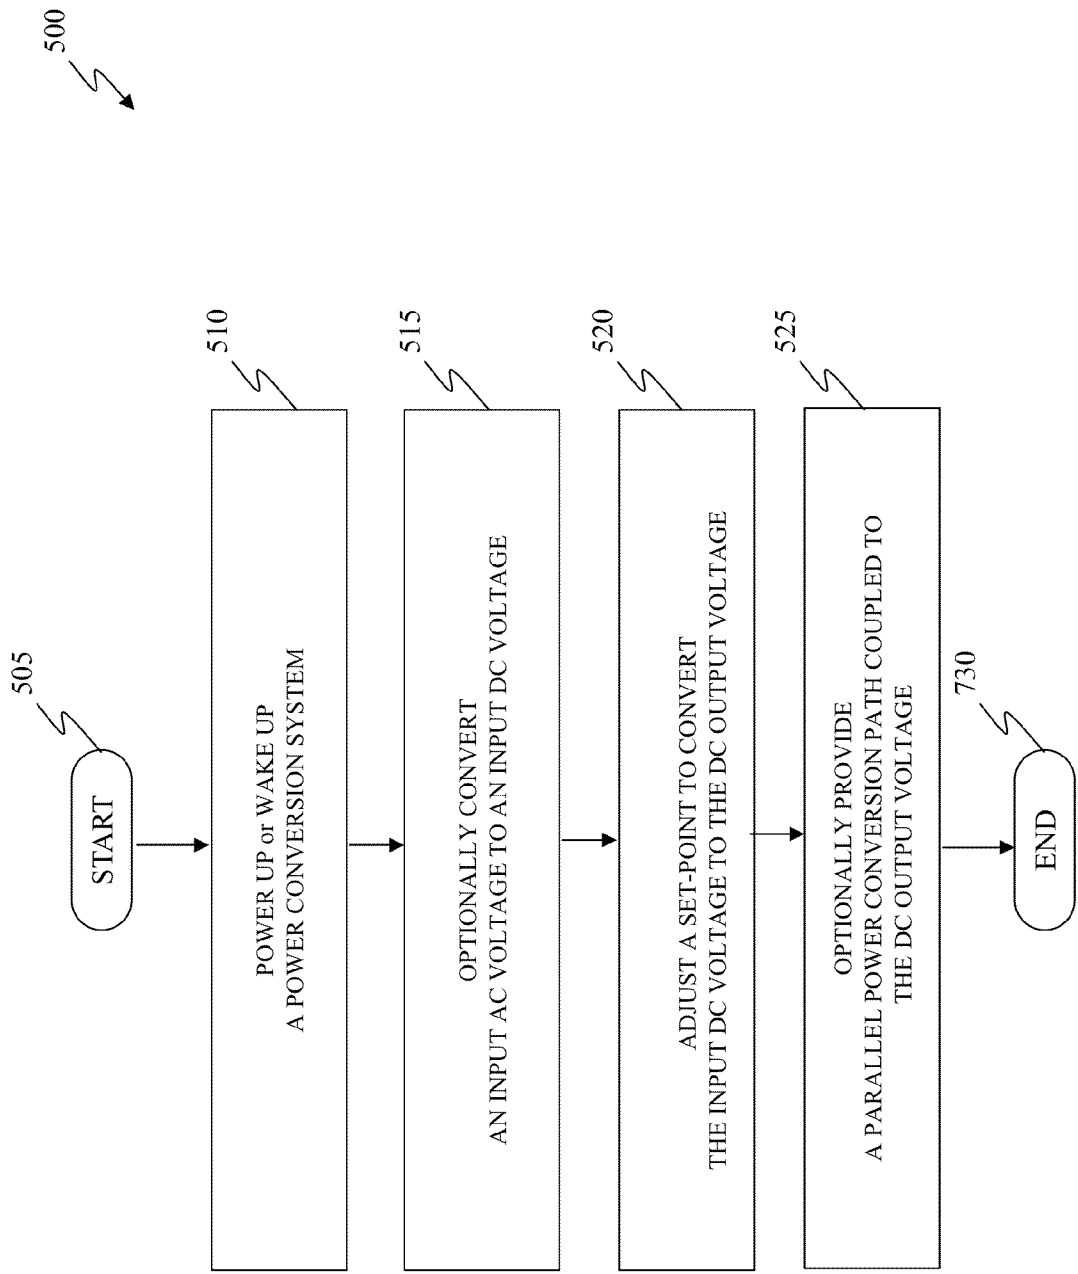 500
505
START
510
POWER UP or WAKE UP
A POWER CONVERSION SYSTEM
515
OPTIONALLY CONVERT
AN INPUT AC VOLTAGE TO AN INPUT DC VOLTAGE
520
ADJUST A SET-POINT TO CONVERT
THE INPUT DC VOLTAGE TO THE DC OUTPUT VOLTAGE
525
OPTIONALLY PROVIDE
A PARALLEL POWER CONVERSION PATH COUPLED TO
THE DC OUTPUT VOLTAGE
730
END